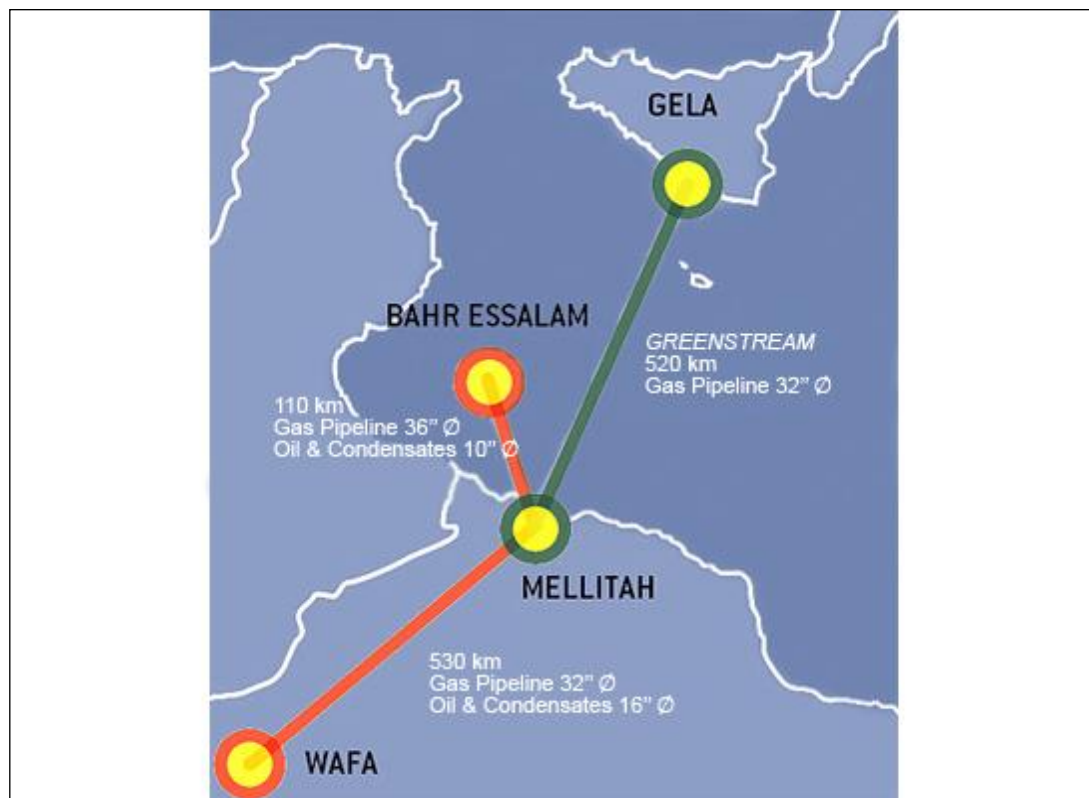 GELA
BAHR ESSALAM
GREENSTREAM
520 km
Gas Pipeline 32” Ø
110 km
Gas Pipeline 36” Ø
Oil & Condensates 10” Ø
MELLITAH
530 km
Gas Pipeline 32” Ø
Oil & Condensates 16” Ø
WAFA